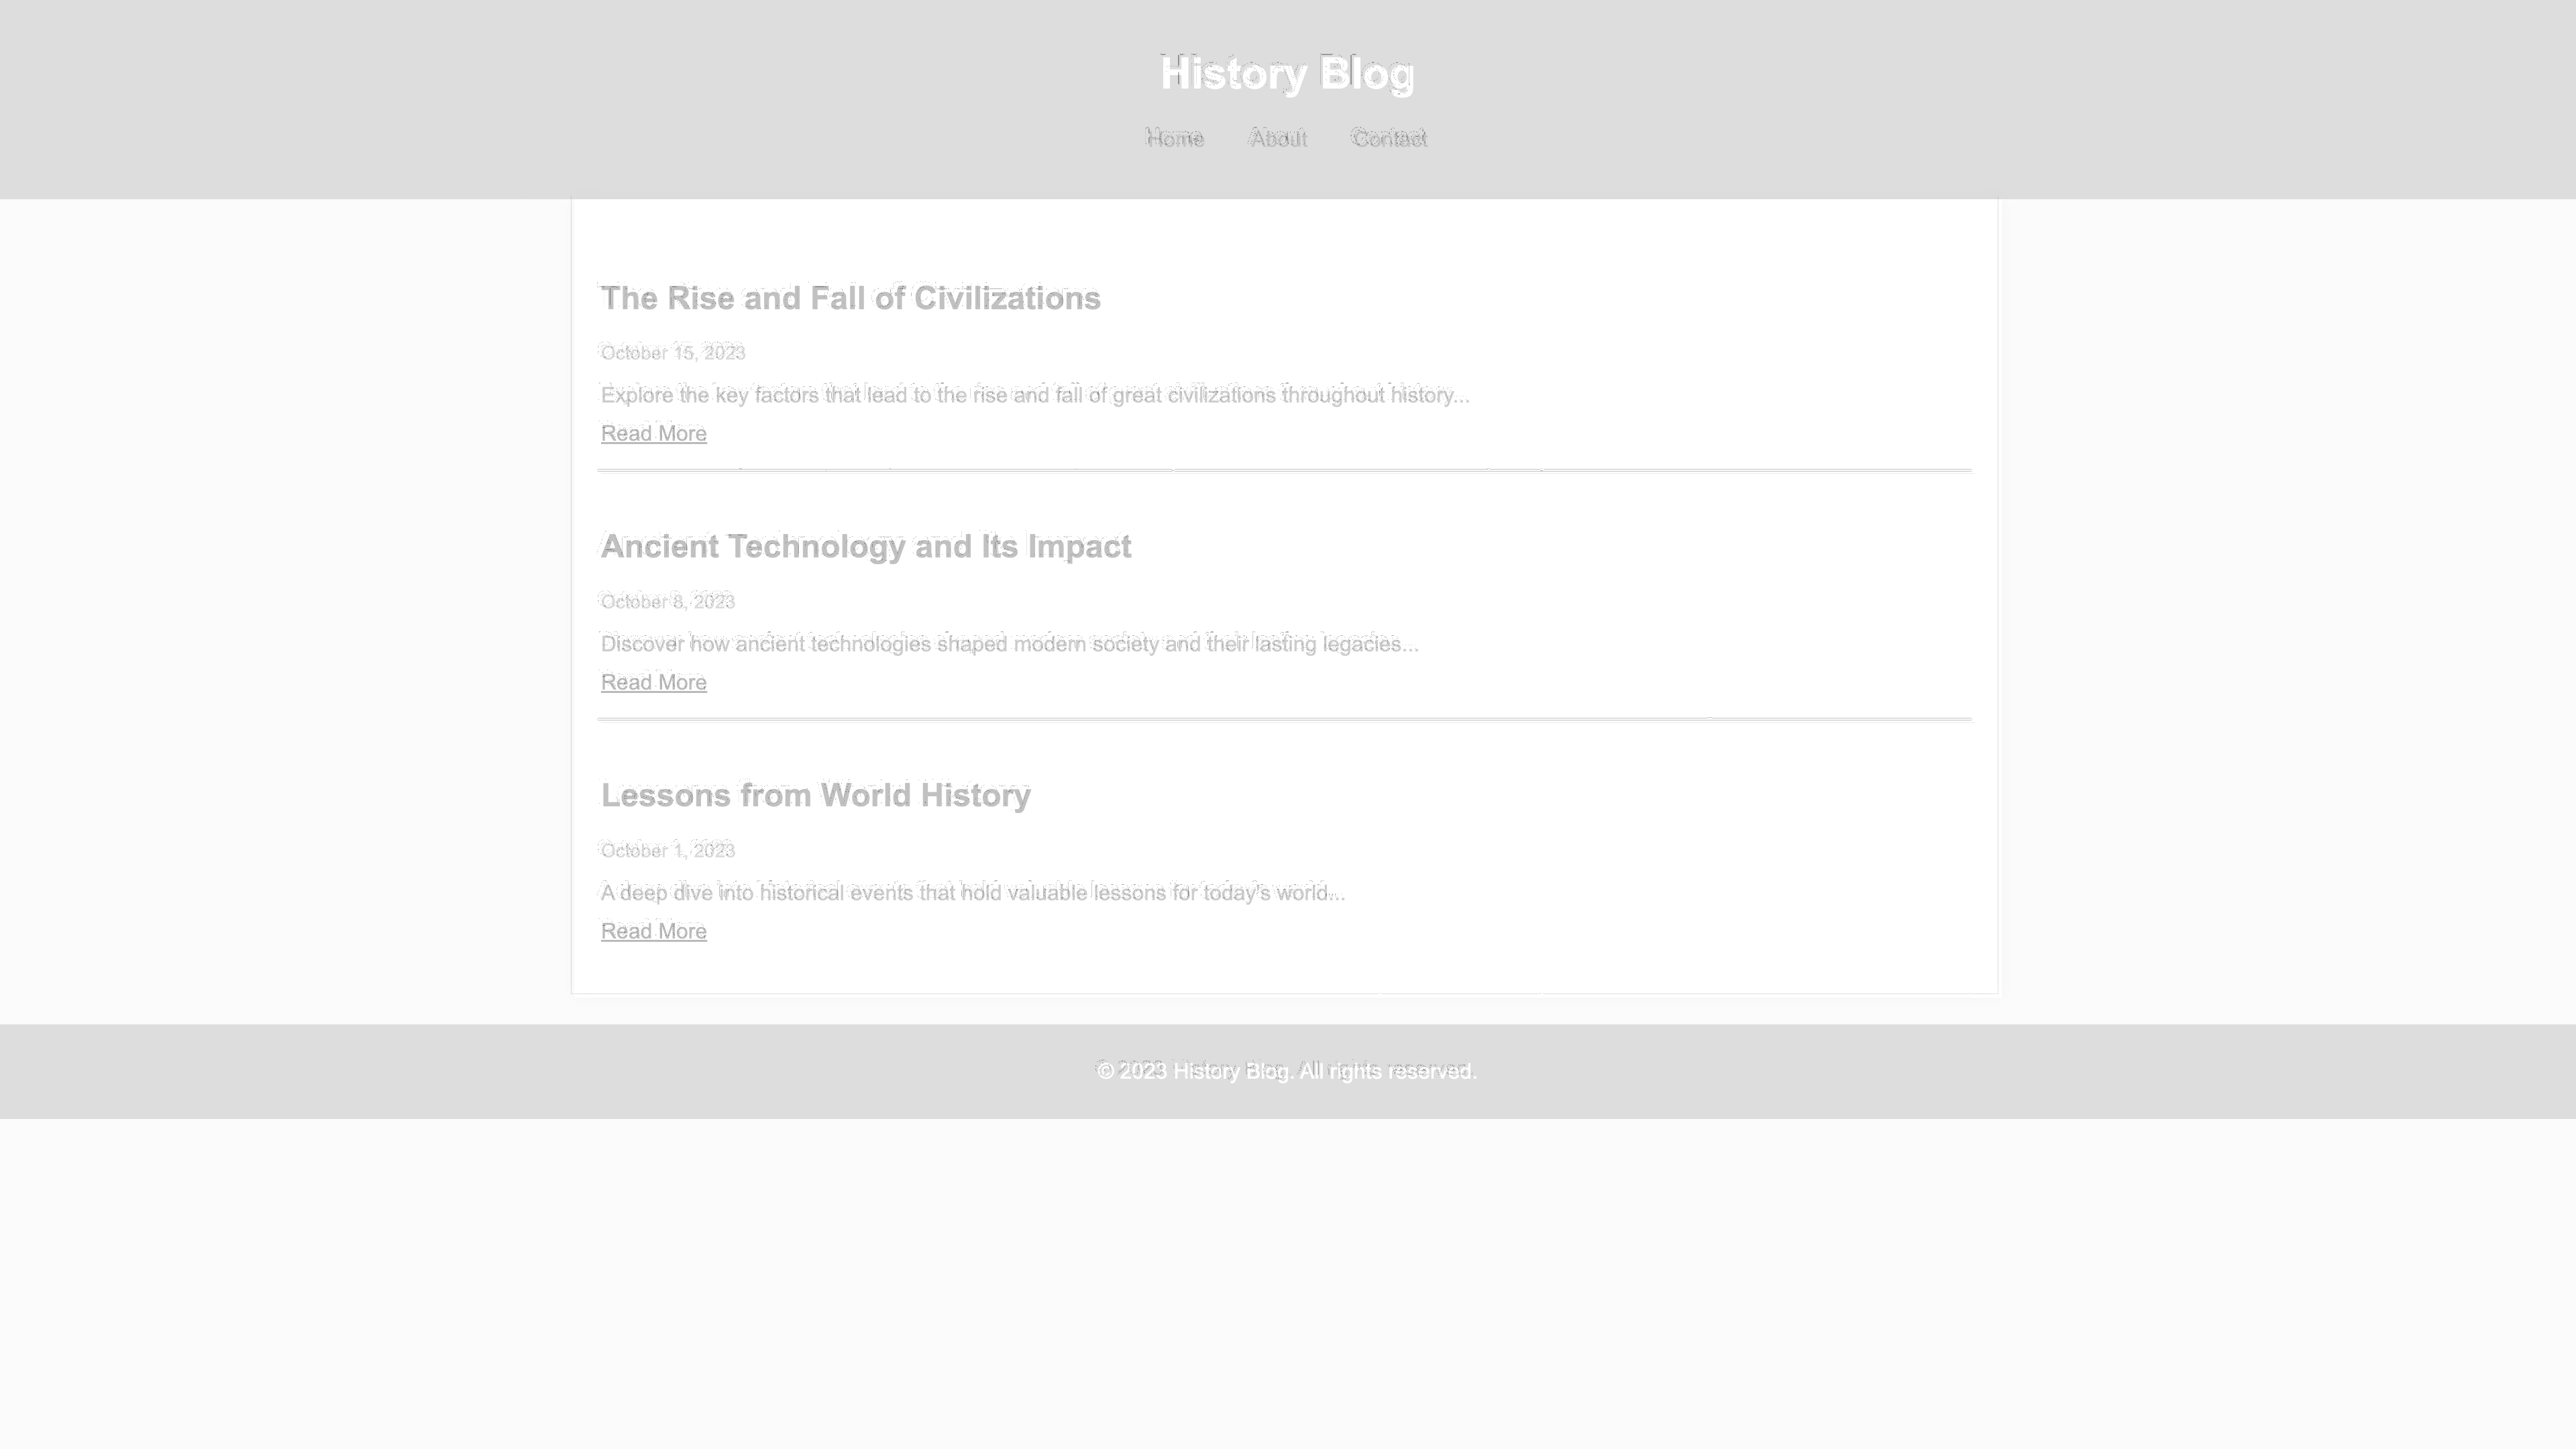 History Blog
Home About Contact
The Rise and Fall of Civilizations
October 15, 2023
Explore the key factors that lead to the rise and fall of great civilizations throughout history...
Read More
Ancient Technology and Its Impact
October 8, 2023
Discover how ancient technologies shaped modern society and their lasting legacies...
Read More
Lessons from World History
October 1, 2023
A deep dive into historical events that hold valuable lessons for today's world...
Read More
© 2023 History Blog. All rights reserved.